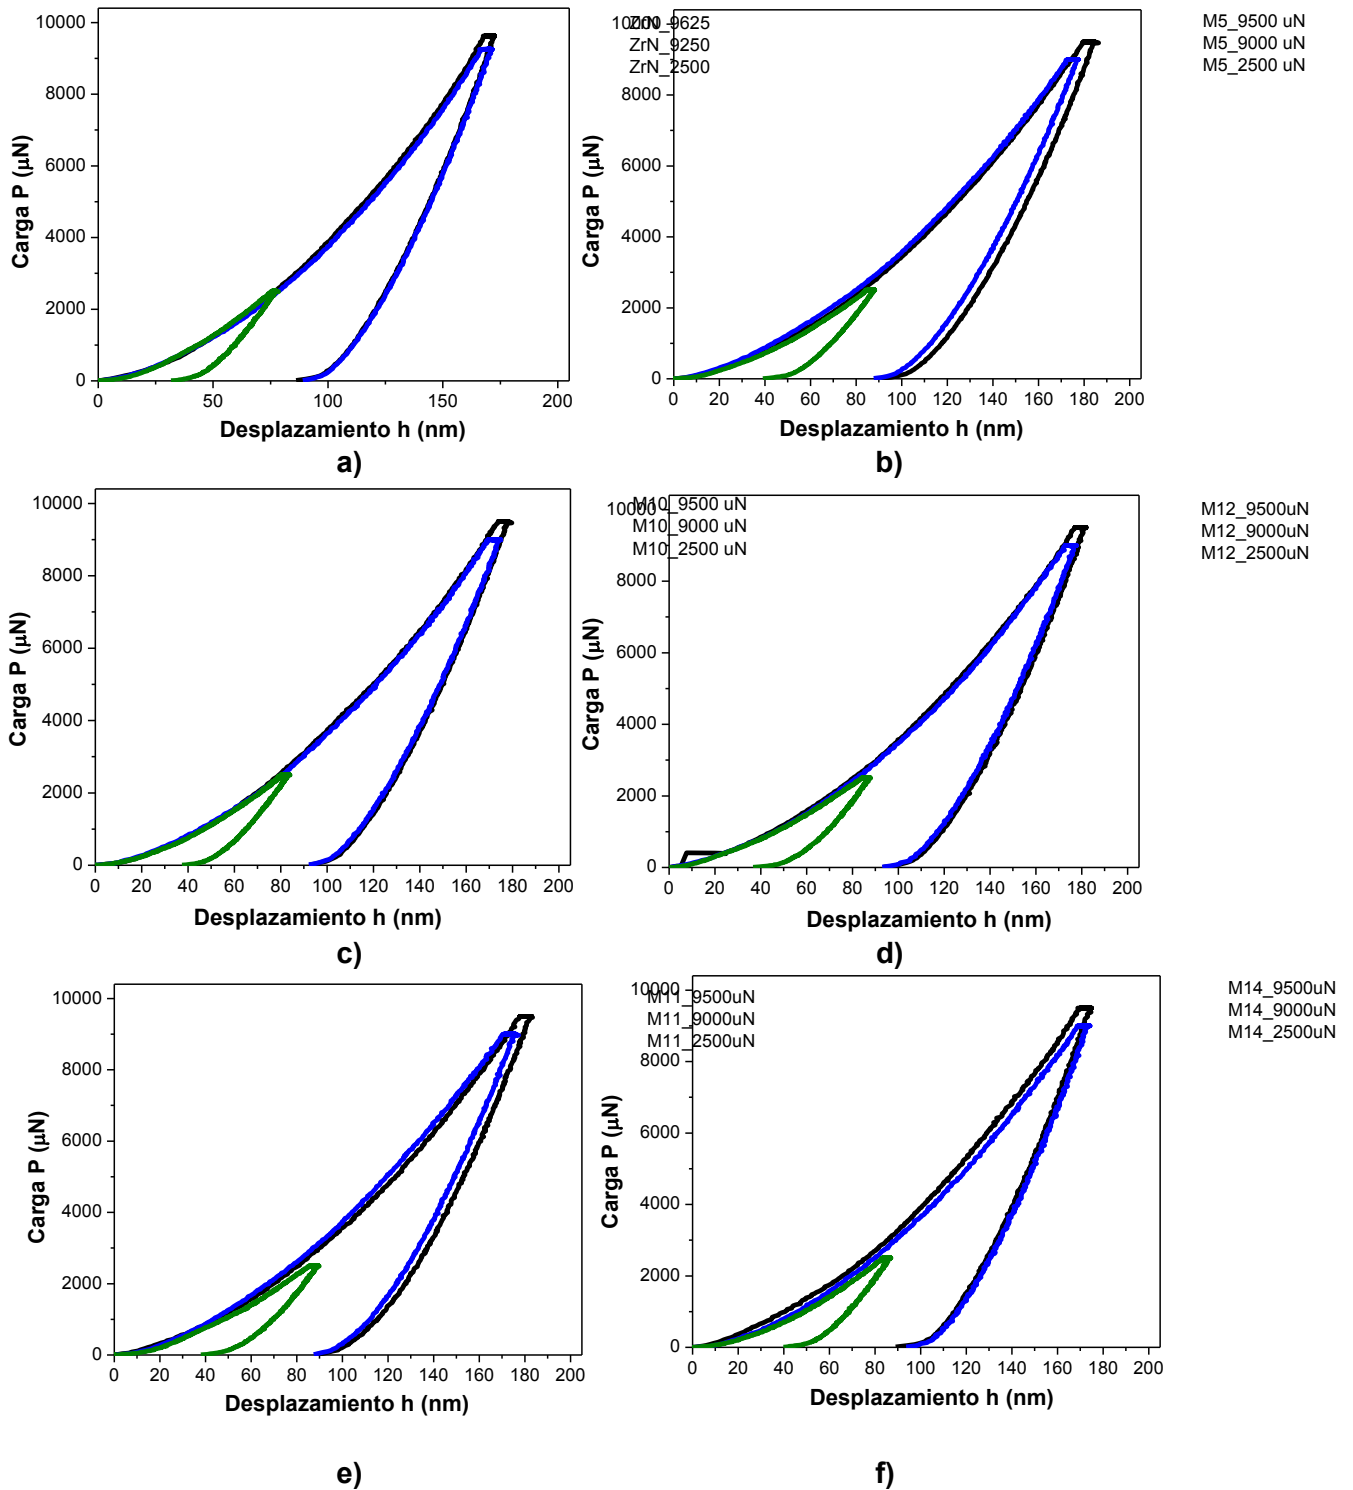 10000
8000
6000
4000
2000
0
Carga P (μN)
0 50 100 150 200
Desplazamiento h (nm)
a)
ZrN_9625
ZrN_9250
ZrN_2500
10000
8000
6000
4000
2000
0
Carga P (μN)
0 20 40 60 80 100 120 140 160 180 200
Desplazamiento h (nm)
b)
M5_9500 uN
M5_9000 uN
M5_2500 uN
10000
8000
6000
4000
2000
0
Carga P (μN)
0 20 40 60 80 100 120 140 160 180 200
Desplazamiento h (nm)
c)
M10_9500 uN
M10_9000 uN
M10_2500 uN
10000
8000
6000
4000
2000
0
Carga P (μN)
0 20 40 60 80 100 120 140 160 180 200
Desplazamiento h (nm)
d)
M12_9500uN
M12_9000uN
M12_2500uN
10000
8000
6000
4000
2000
0
Carga P (μN)
0 20 40 60 80 100 120 140 160 180 200
Desplazamiento h (nm)
e)
M11_9500uN
M11_9000uN
M11_2500uN
10000
8000
6000
4000
2000
0
Carga P (μN)
0 20 40 60 80 100 120 140 160 180 200
Desplazamiento h (nm)
f)
M14_9500uN
M14_9000uN
M14_2500uN